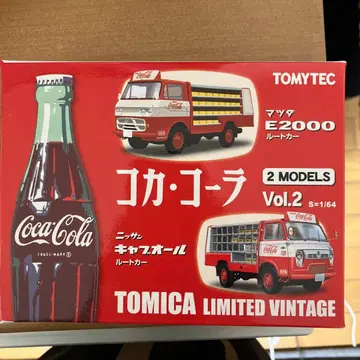 TOMYTEC
マツダ
E2000
ルートカー
コカ・コーラ
2 MODELS
Vol.2 S=1/64
Coca-Cola
TRADE-MARK®
ニッサン
キャブオール
ルートカー
TOMICA LIMITED VINTAGE